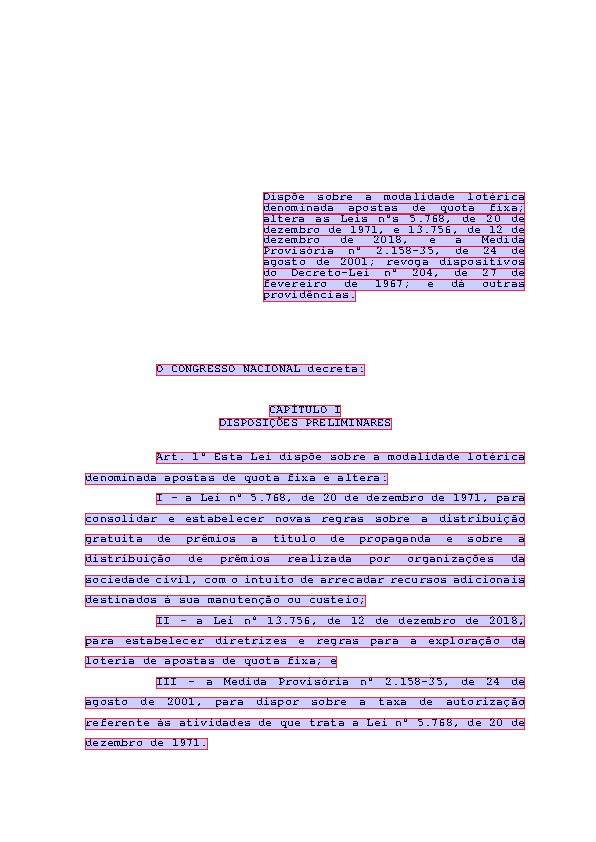 Dispõe sobre a modalidade lotérica
denominada apostas de quota fixa;
altera as Leis nºs 5.768, de 20 de
dezembro de 1971, e 13.756, de 12 de
dezembro de 2018, e a Medida
Provisória nº 2.158-35, de 24 de
agosto de 2001; revoga dispositivos
do Decreto-Lei nº 204, de 27 de
fevereiro de 1967; e dá outras
providências.
O CONGRESSO NACIONAL decreta:
CAPÍTULO I
DISPOSIÇÕES PRELIMINARES
Art. 1º Esta Lei dispõe sobre a modalidade lotérica
denominada apostas de quota fixa e altera:
I - a Lei nº 5.768, de 20 de dezembro de 1971, para
consolidar e estabelecer novas regras sobre a distribuição
gratuita de prêmios a título de propaganda e sobre a
distribuição de prêmios realizada por organizações da
sociedade civil, com o intuito de arrecadar recursos adicionais
destinados à sua manutenção ou custeio;
II - a Lei nº 13.756, de 12 de dezembro de 2018,
para estabelecer diretrizes e regras para a exploração da
loteria de apostas de quota fixa; e
III - a Medida Provisória nº 2.158-35, de 24 de
agosto de 2001, para dispor sobre a taxa de autorização
referente às atividades de que trata a Lei nº 5.768, de 20 de
dezembro de 1971.